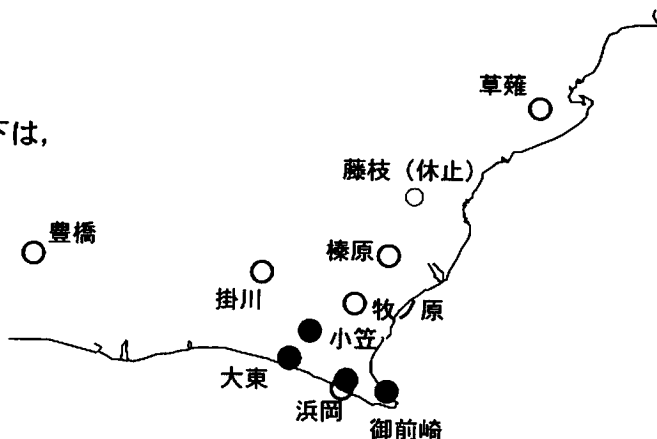 草薙
下は，
藤枝（休止）
豊橋
榛原
掛川
牧ノ原
小笠
大東
浜岡
御前崎